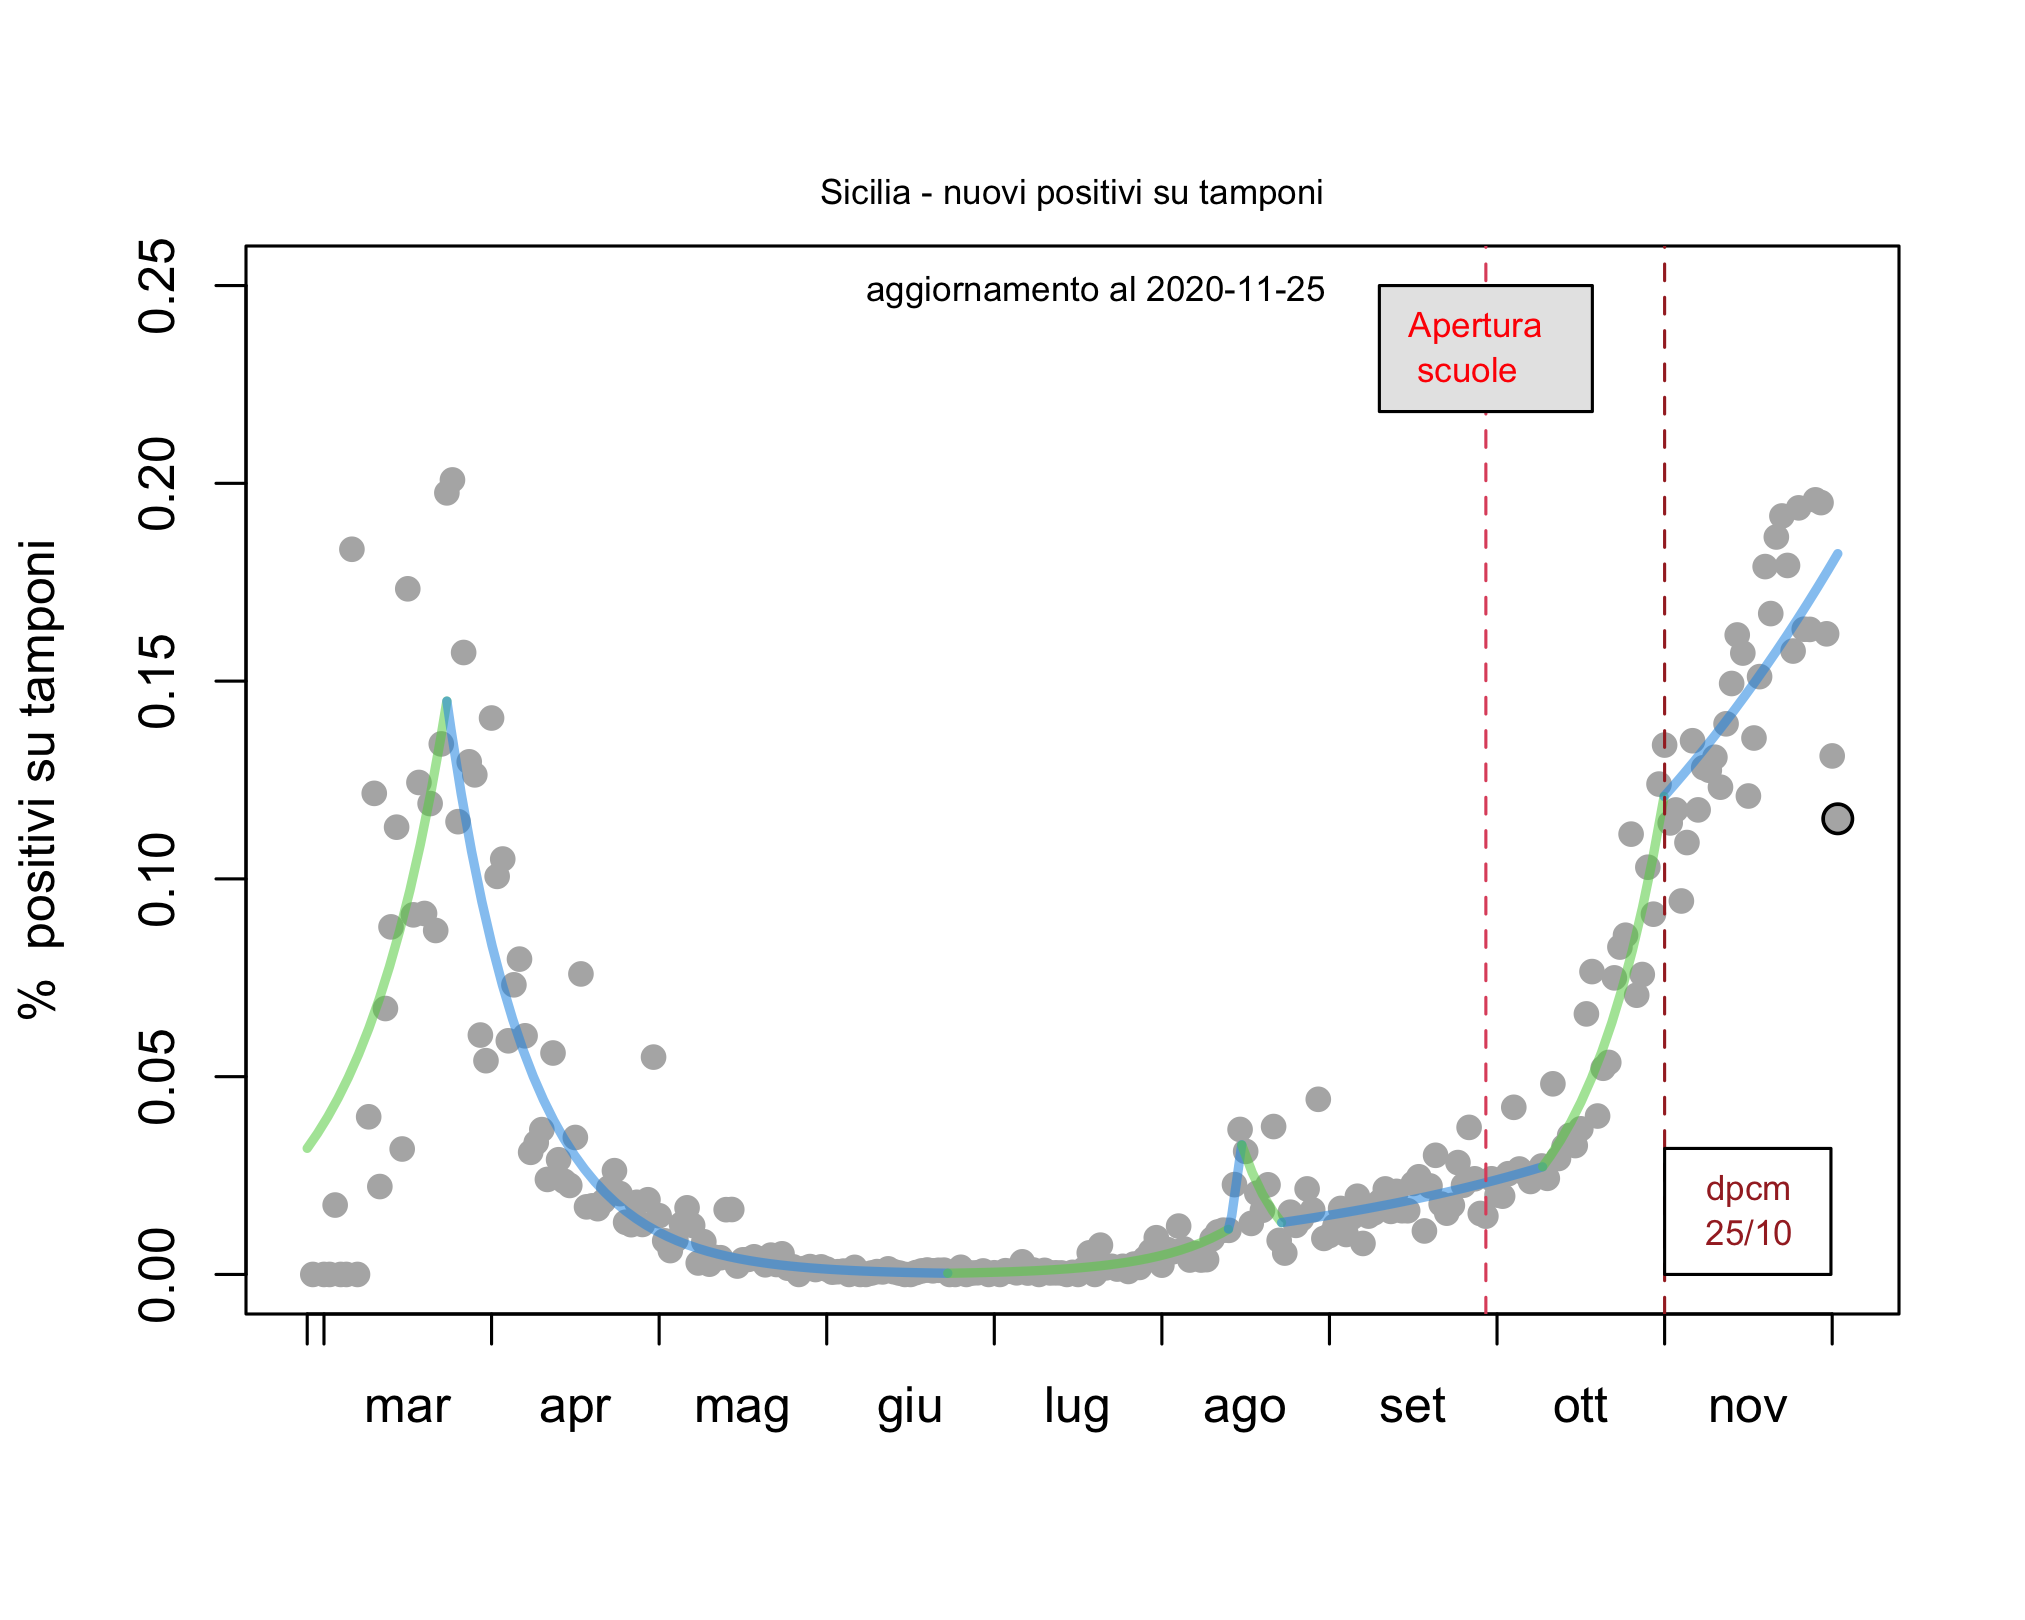 Sicilia - nuovi positivi su tamponi
aggiornamento al 2020-11-25
Apertura
scuole
% positivi su tamponi
0.25
0.20
0.15
0.10
0.05
0.00
dpcm
25/10
mar apr mag giu lug ago set ott nov